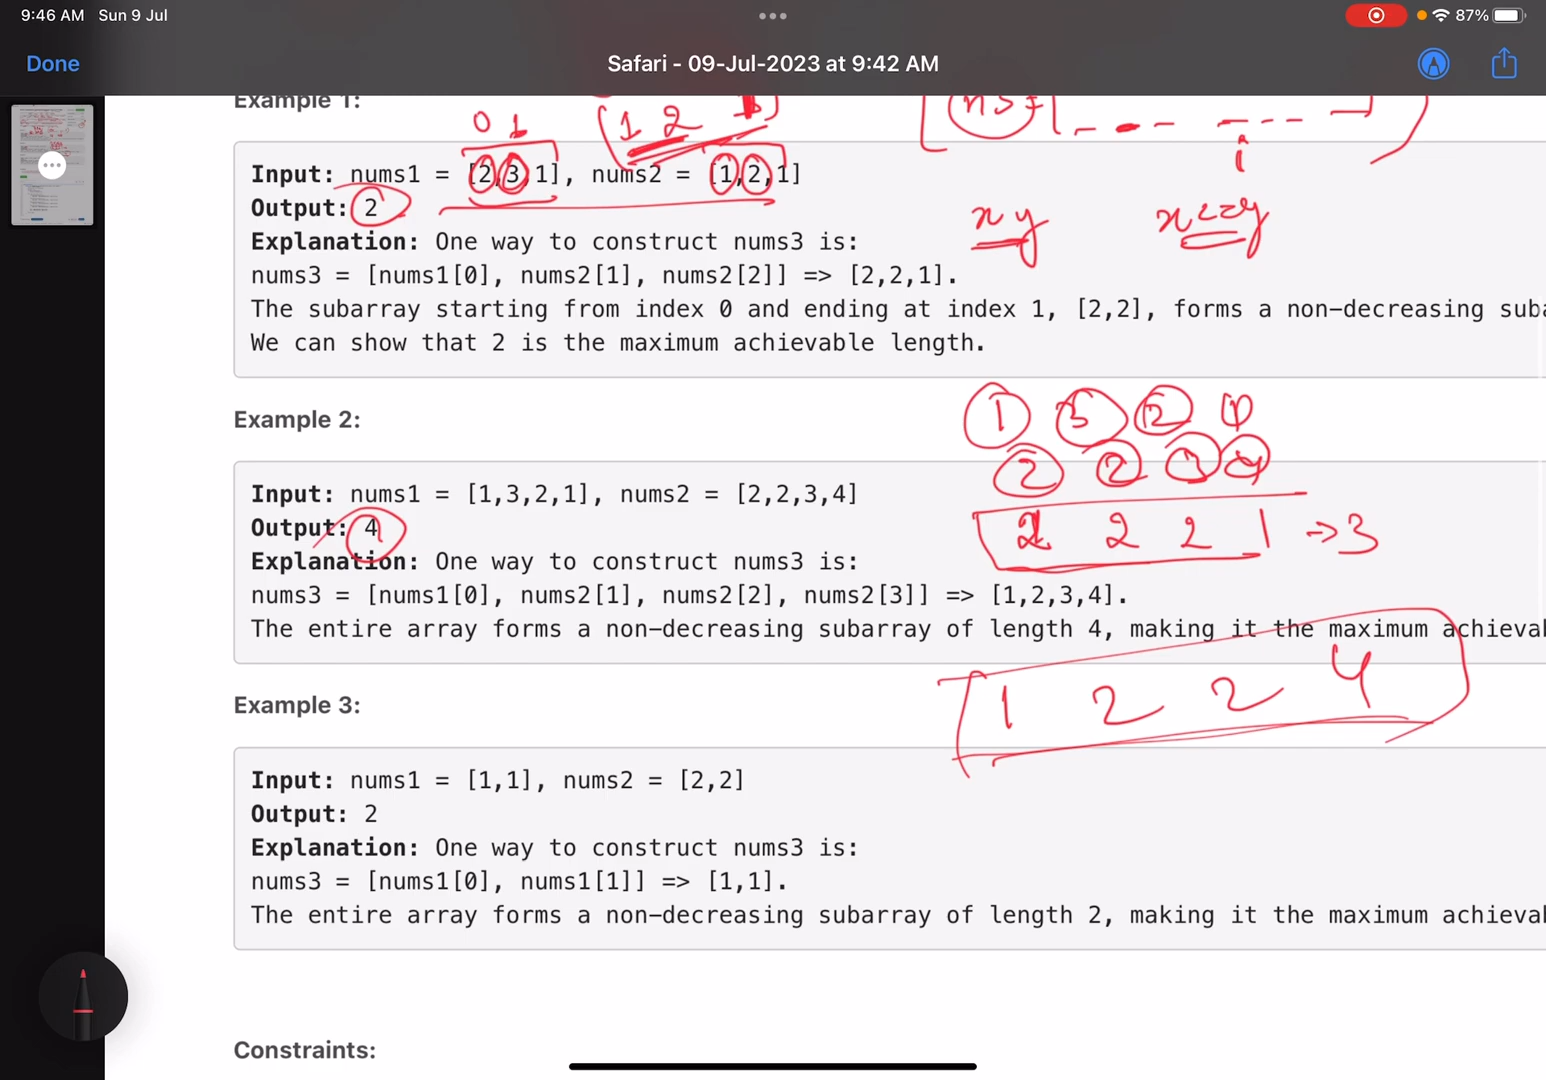 9:46 AM Sun 9 Jul
87%
Done
Safari - 09-Jul-2023 at 9:42 AM
Example 1:
0 1
1 2
i
Input: nums1 = [2,3,1], nums2 = [1,2,1]
Output: 2
x y
x<=y
Explanation: One way to construct nums3 is:
nums3 = [nums1[0], nums2[1], nums2[2]] => [2,2,1].
The subarray starting from index 0 and ending at index 1, [2,2], forms a non-decreasing suba
We can show that 2 is the maximum achievable length.
Example 2:
1 3 2 1
2 2 3 4
2 2 2 1 => 3
Input: nums1 = [1,3,2,1], nums2 = [2,2,3,4]
Output: 4
Explanation: One way to construct nums3 is:
nums3 = [nums1[0], nums2[1], nums2[2], nums2[3]] => [1,2,3,4].
The entire array forms a non-decreasing subarray of length 4, making it the maximum achieval
1 2 2 4
Example 3:
Input: nums1 = [1,1], nums2 = [2,2]
Output: 2
Explanation: One way to construct nums3 is:
nums3 = [nums1[0], nums1[1]] => [1,1].
The entire array forms a non-decreasing subarray of length 2, making it the maximum achieval
Constraints: